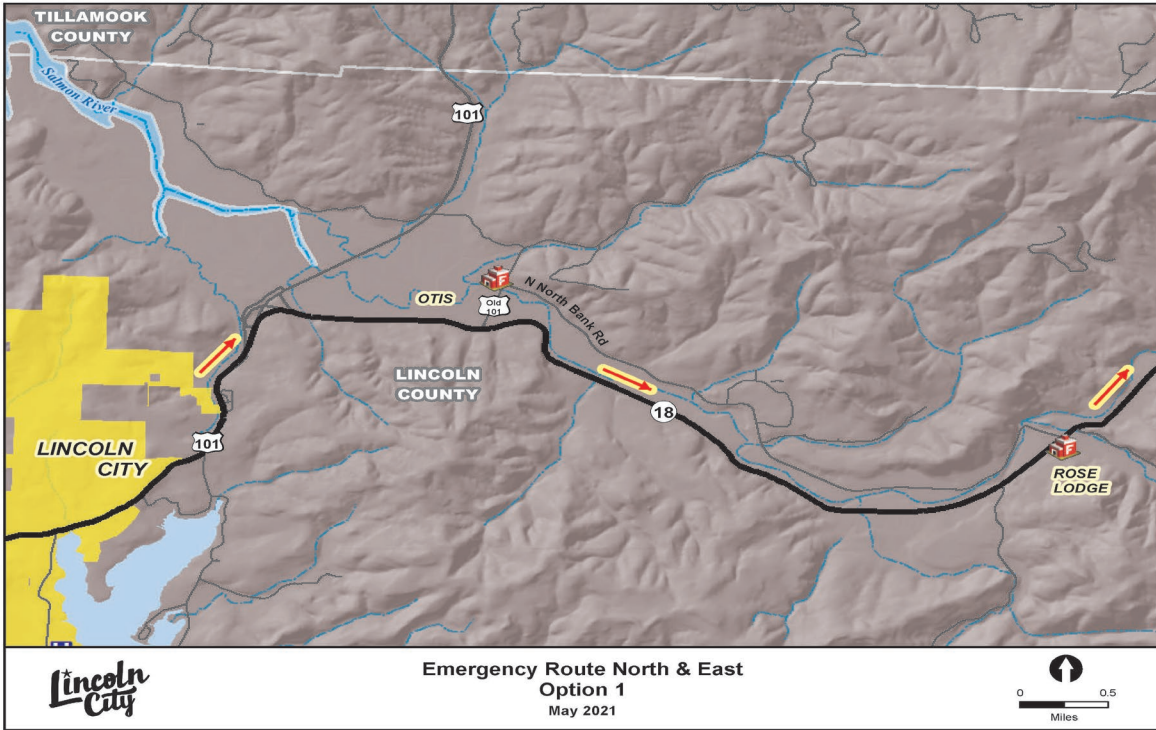 TILLAMOOK
COUNTY
Salmon River
101
OTIS
F
Old
101
N North Bank Rd
LINCOLN
COUNTY
18
101
LINCOLN
CITY
F
ROSE
LODGE
Lincoln
City
Emergency Route North & East
Option 1
May 2021
0 0.5
Miles